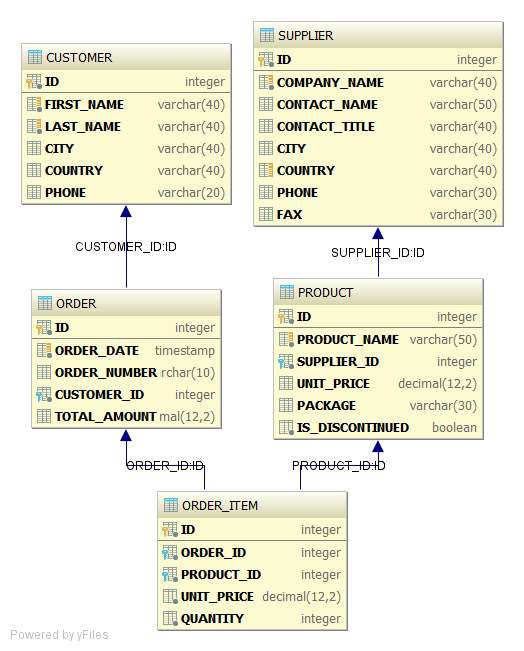 CUSTOMER
ID integer
FIRST_NAME varchar(40)
LAST_NAME varchar(40)
CITY varchar(40)
COUNTRY varchar(40)
PHONE varchar(20)
SUPPLIER
ID integer
COMPANY_NAME varchar(40)
CONTACT_NAME varchar(50)
CONTACT_TITLE varchar(40)
CITY varchar(40)
COUNTRY varchar(40)
PHONE varchar(30)
FAX varchar(30)
CUSTOMER_ID:ID
SUPPLIER_ID:ID
ORDER
ID integer
ORDER_DATE timestamp
ORDER_NUMBER rchar(10)
CUSTOMER_ID integer
TOTAL_AMOUNT mal(12,2)
PRODUCT
ID integer
PRODUCT_NAME varchar(50)
SUPPLIER_ID integer
UNIT_PRICE decimal(12,2)
PACKAGE varchar(30)
IS_DISCONTINUED boolean
ORDER_ID:ID
PRODUCT_ID:ID
ORDER_ITEM
ID integer
ORDER_ID integer
PRODUCT_ID integer
UNIT_PRICE decimal(12,2)
QUANTITY integer
Powered by yFiles